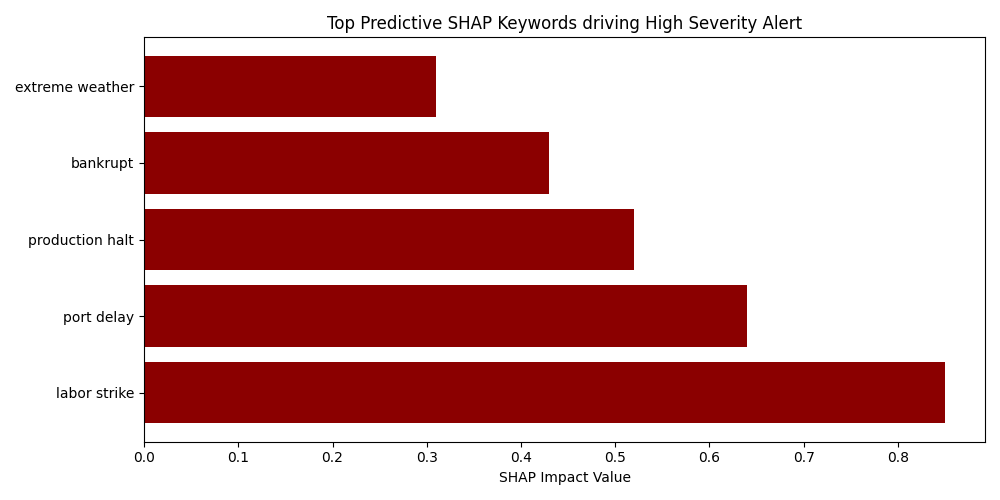 Top Predictive SHAP Keywords driving High Severity Alert
extreme weather
bankrupt
production halt
port delay
labor strike
0.0 0.1 0.2 0.3 0.4 0.5 0.6 0.7 0.8
SHAP Impact Value